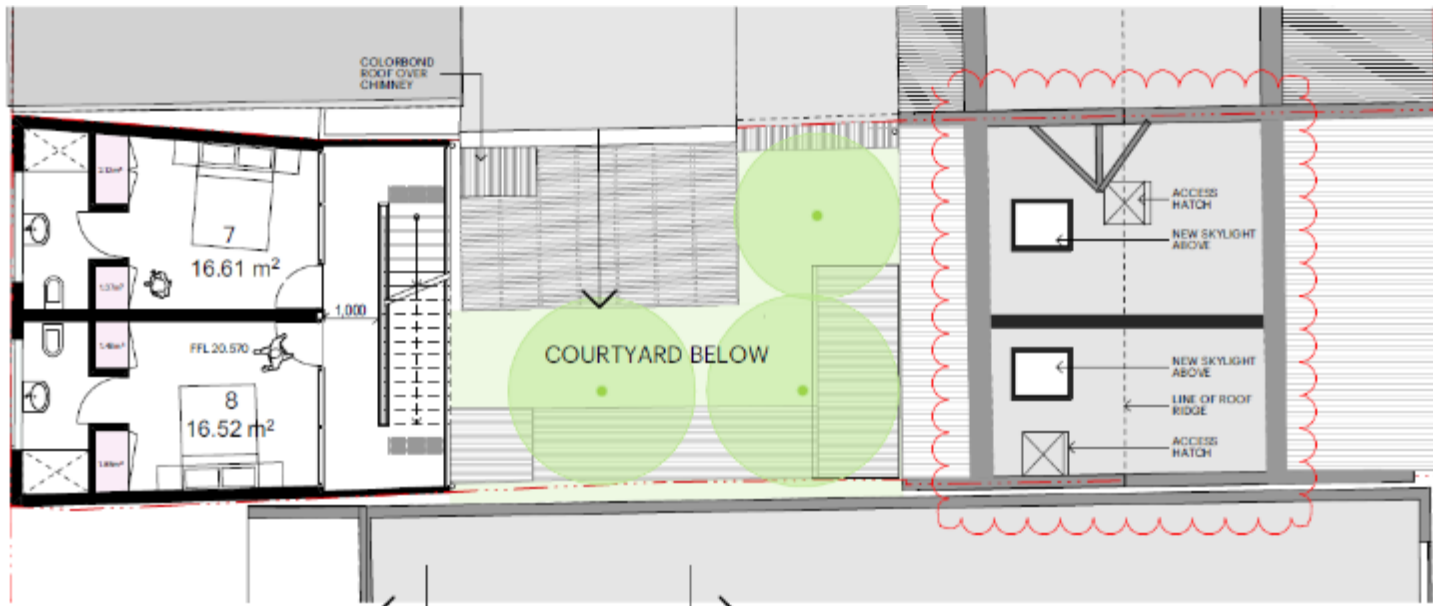 COLORBOND
ROOF OVER
CHIMNEY
7
16.61 m²
1,000
FFL 20.570
8
16.52 m²
COURTYARD BELOW
ACCESS
HATCH
NEW SKYLIGHT
ABOVE
NEW SKYLIGHT
ABOVE
LINE OF ROOF
RIDGE
ACCESS
HATCH